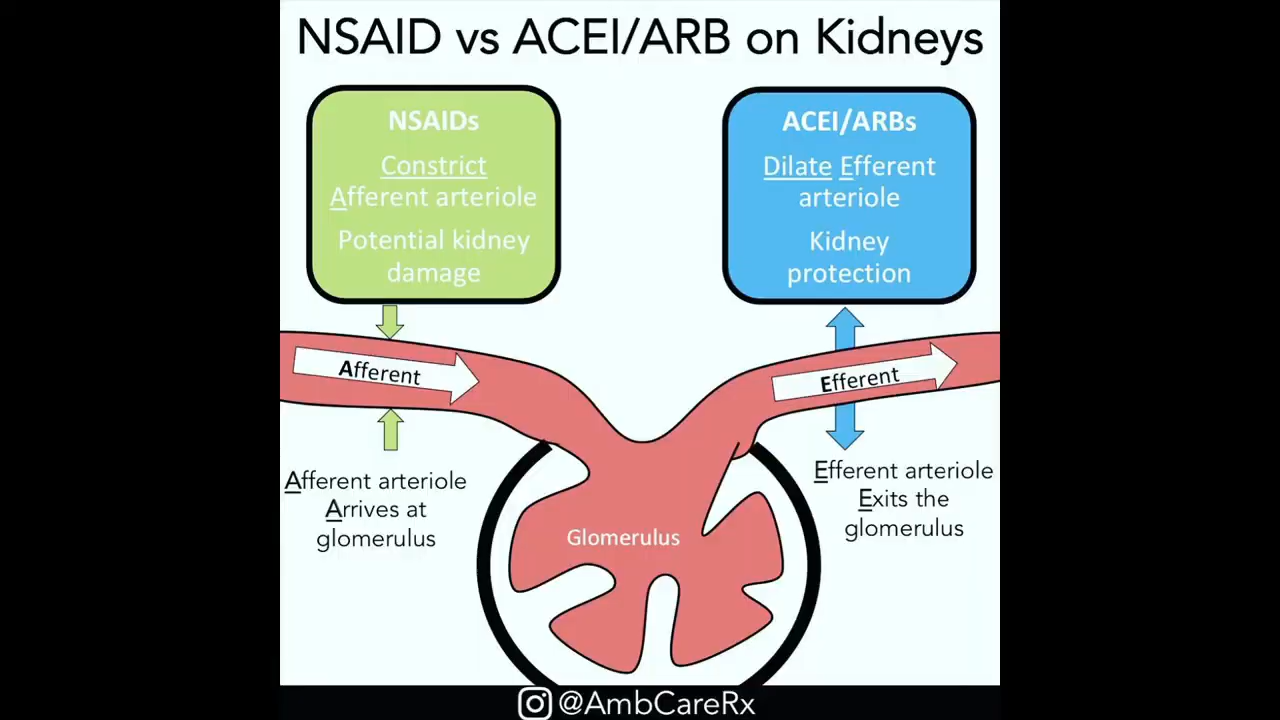 NSAID vs ACEI/ARB on Kidneys
NSAIDs
Constrict
Afferent arteriole
Potential kidney
damage
ACEI/ARBs
Dilate Efferent
arteriole
Kidney
protection
Afferent
Efferent
Afferent arteriole
Arrives at
glomerulus
Efferent arteriole
Exits the
glomerulus
Glomerulus
@AmbCareRx